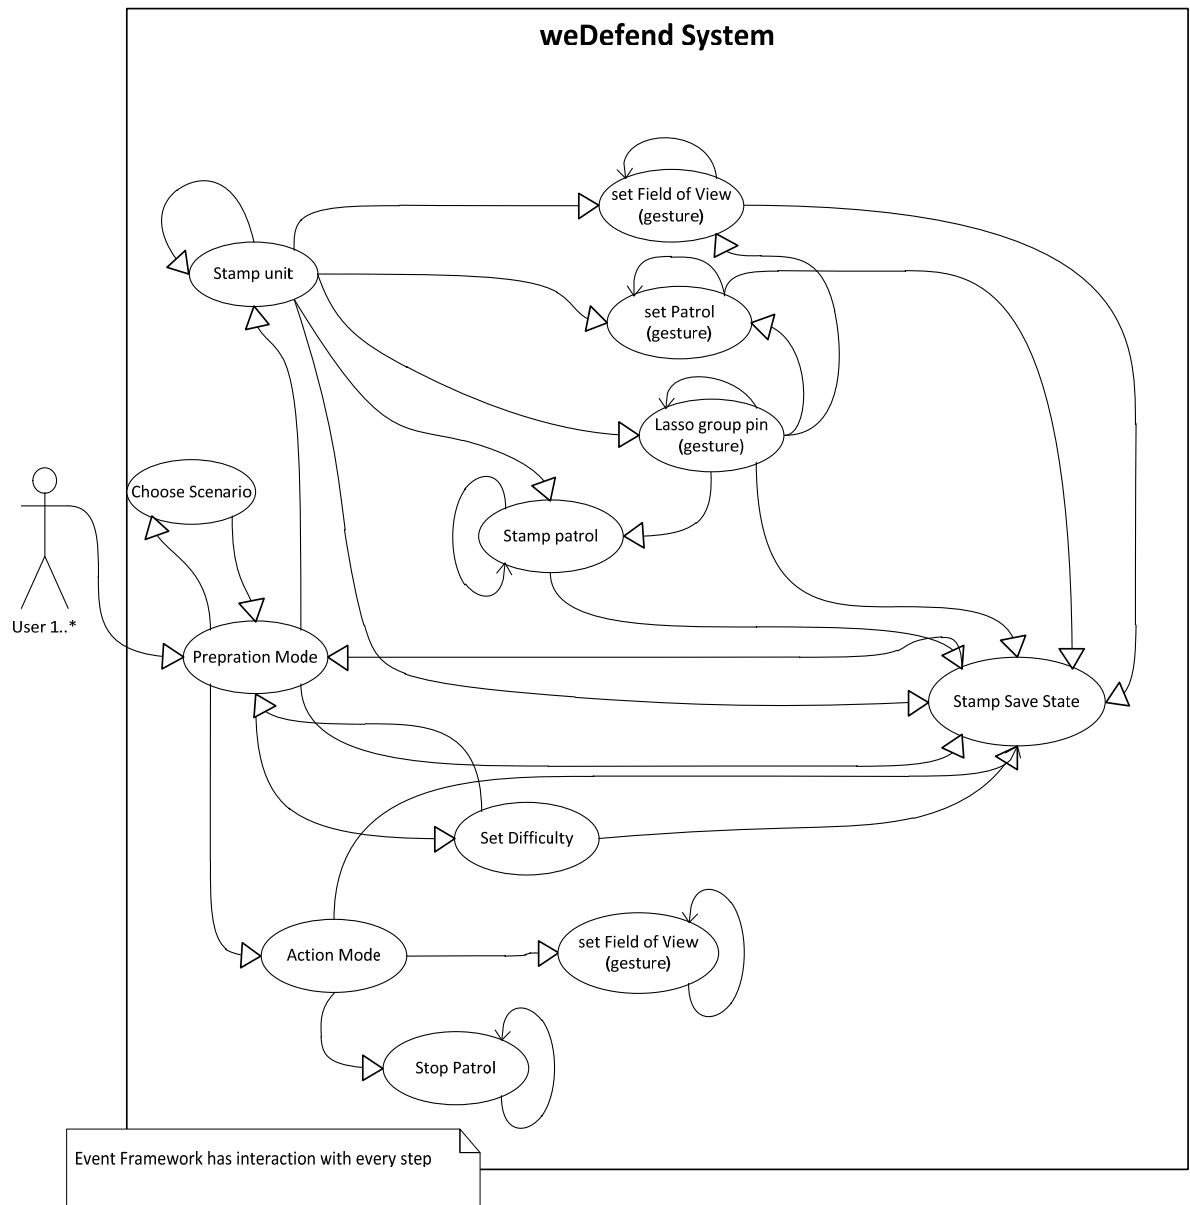 weDefend System
set Field of View
(gesture)
Stamp unit
set Patrol
(gesture)
Lasso group pin
(gesture)
Choose Scenario
Stamp patrol
User 1..*
Prepration Mode
Stamp Save State
Set Difficulty
Action Mode
set Field of View
(gesture)
Stop Patrol
Event Framework has interaction with every step